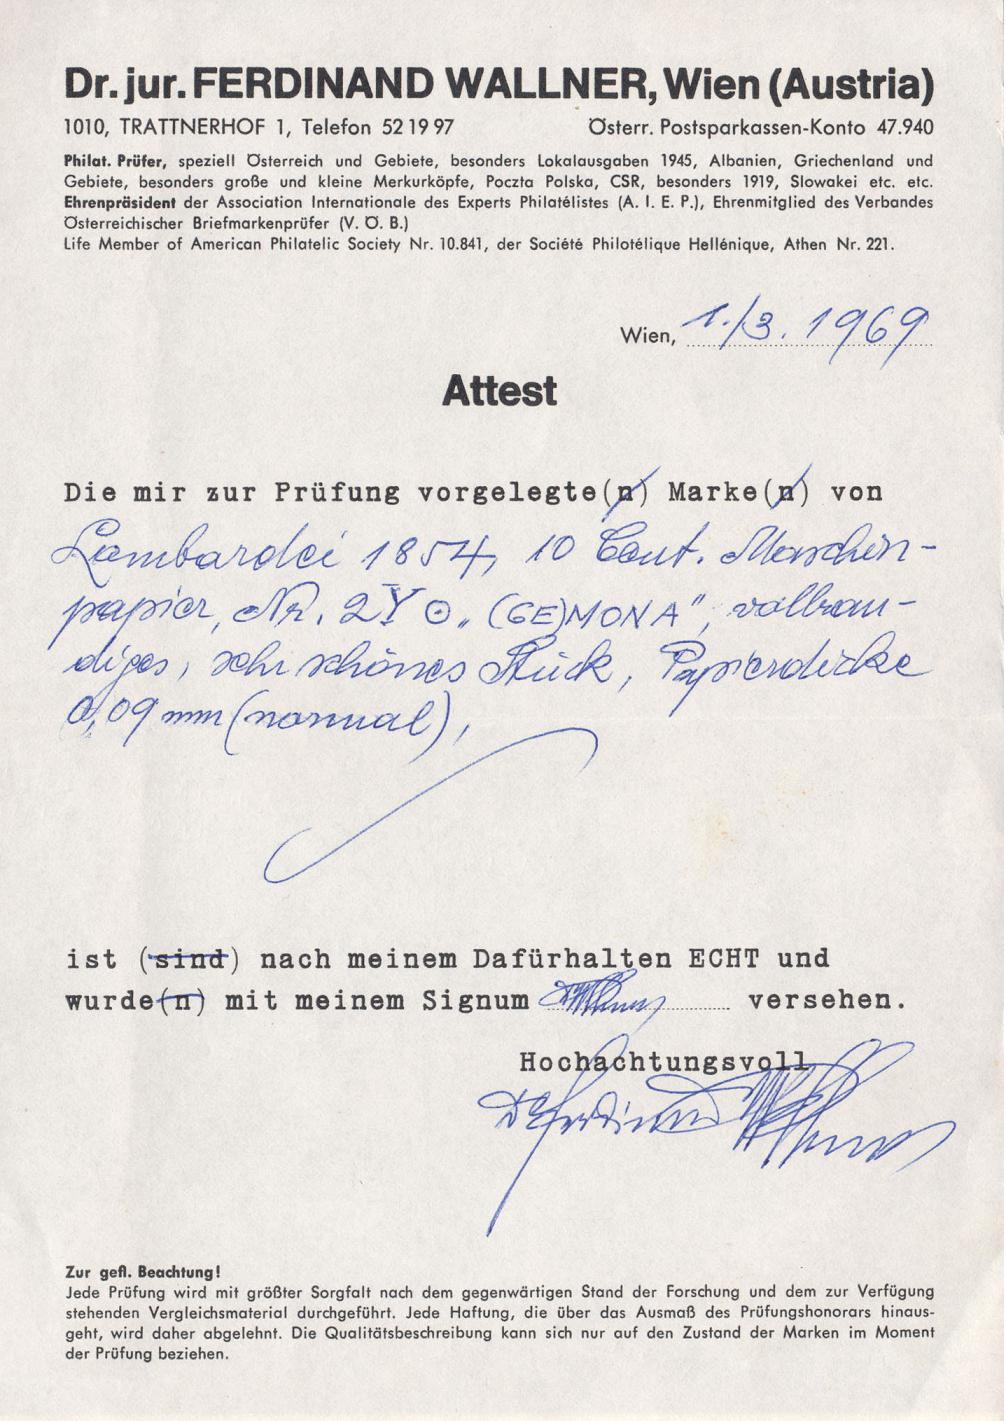 Dr. jur. FERDINAND WALLNER, Wien (Austria)
1010, TRATTNERHOF 1, Telefon 52 19 97 Österr. Postsparkassen-Konto 47.940
Philat. Prüfer, speziell Österreich und Gebiete, besonders Lokalausgaben 1945, Albanien, Griechenland und
Gebiete, besonders große und kleine Merkurköpfe, Poczta Polska, CSR, besonders 1919, Slowakei etc. etc.
Ehrenpräsident der Association Internationale des Experts Philatélistes (A. I. E. P.), Ehrenmitglied des Verbandes
Österreichischer Briefmarkenprüfer (V. Ö. B.)
Life Member of American Philatelic Society Nr. 10.841, der Société Philotélique Hellénique, Athen Nr. 221.
Wien, 1./3. 1969
Attest
Die mir zur Prüfung vorgelegte(n) Marke(n) von
Lombardei 1854, 10 Cent. Maschin-
papier, Nr. 2Y ⊙ „(GE)MONA", vollran-
diges, sehr schönes Stück, Papierdicke
0,09 mm (normal),
ist (sind) nach meinem Dafürhalten ECHT und
wurde(n) mit meinem Signum versehen.
Hochachtungsvoll
Dr Ferdinand Wallner
Zur gefl. Beachtung!
Jede Prüfung wird mit größter Sorgfalt nach dem gegenwärtigen Stand der Forschung und dem zur Verfügung
stehenden Vergleichsmaterial durchgeführt. Jede Haftung, die über das Ausmaß des Prüfungshonorars hinaus-
geht, wird daher abgelehnt. Die Qualitätsbeschreibung kann sich nur auf den Zustand der Marken im Moment
der Prüfung beziehen.